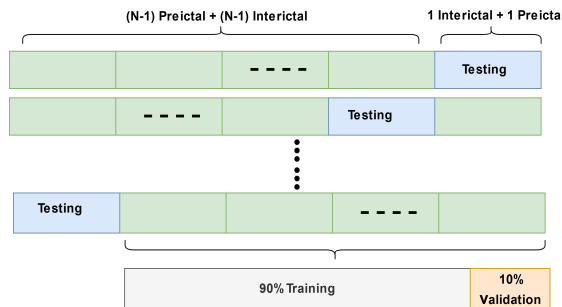 (N-1) Preictal + (N-1) Interictal
1 Interictal + 1 Preicta
Testing
Testing
Testing
90% Training
10%
Validation